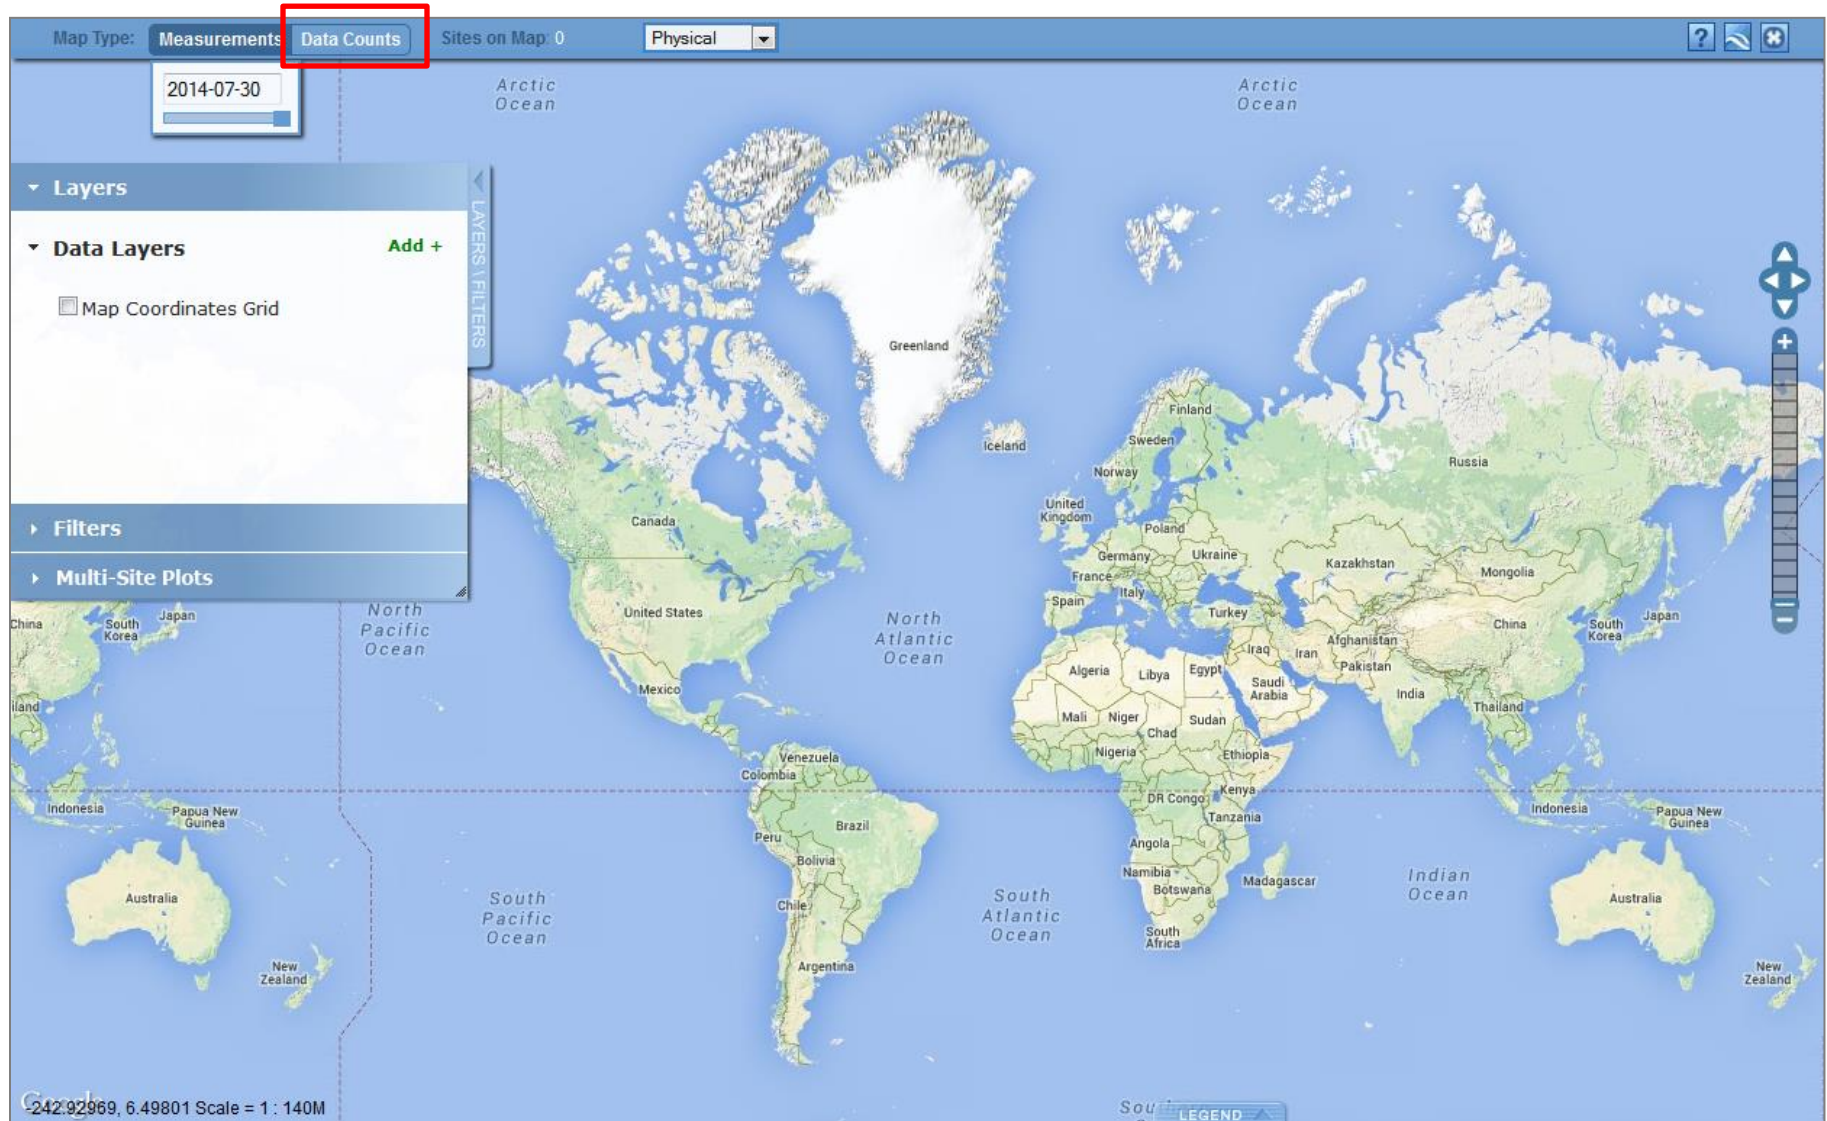 Map Type: Measurements Data Counts Sites on Map: 0 Physical ?
2014-07-30
Arctic
Ocean
Arctic
Ocean
Layers
Data Layers Add +
Map Coordinates Grid
LAYERS \ FILTERS
Filters
Multi-Site Plots
Greenland
Iceland
Finland
Sweden
Norway
Russia
United
Kingdom
Poland
Germany
Ukraine
France
Italy
Spain
Turkey
Kazakhstan
Mongolia
Canada
United States
Mexico
North
Pacific
Ocean
North
Atlantic
Ocean
China
South
Korea
Japan
iland
Algeria
Libya
Egypt
Iraq
Iran
Afghanistan
Pakistan
Saudi
Arabia
India
China
South
Korea
Japan
Thailand
Mali
Niger
Chad
Sudan
Nigeria
Ethiopia
Venezuela
Colombia
DR Congo
Kenya
Tanzania
Indonesia
Papua New
Guinea
Indonesia
Papua New
Guinea
Peru
Brazil
Bolivia
Angola
Namibia
Botswana
Madagascar
Indian
Ocean
Australia
South
Pacific
Ocean
Chile
South
Atlantic
Ocean
South
Africa
Australia
New
Zealand
Argentina
New
Zealand
Google
-242.92969, 6.49801 Scale = 1 : 140M
LEGEND